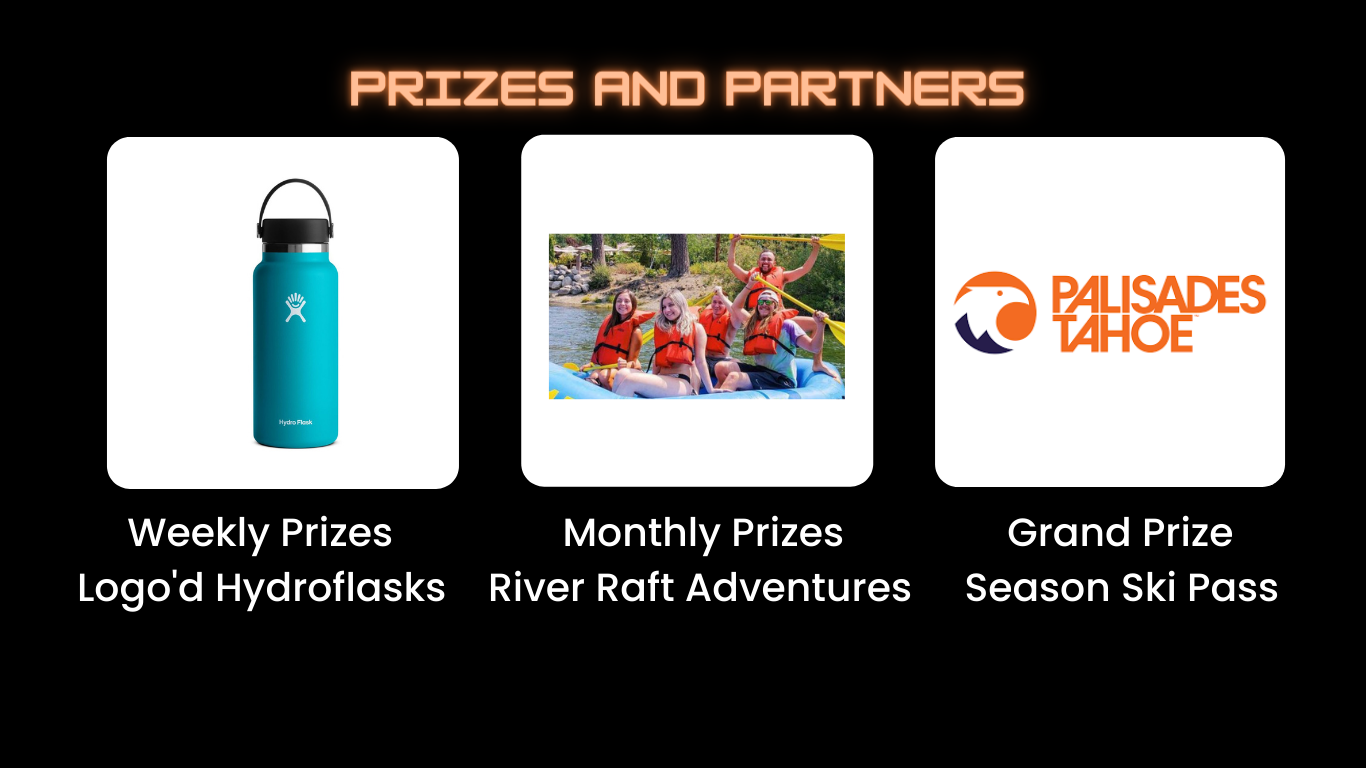 PRIZES AND PARTNERS
Hydro Flask
PALISADES
TAHOE
Weekly Prizes
Logo'd Hydroflasks
Monthly Prizes
River Raft Adventures
Grand Prize
Season Ski Pass